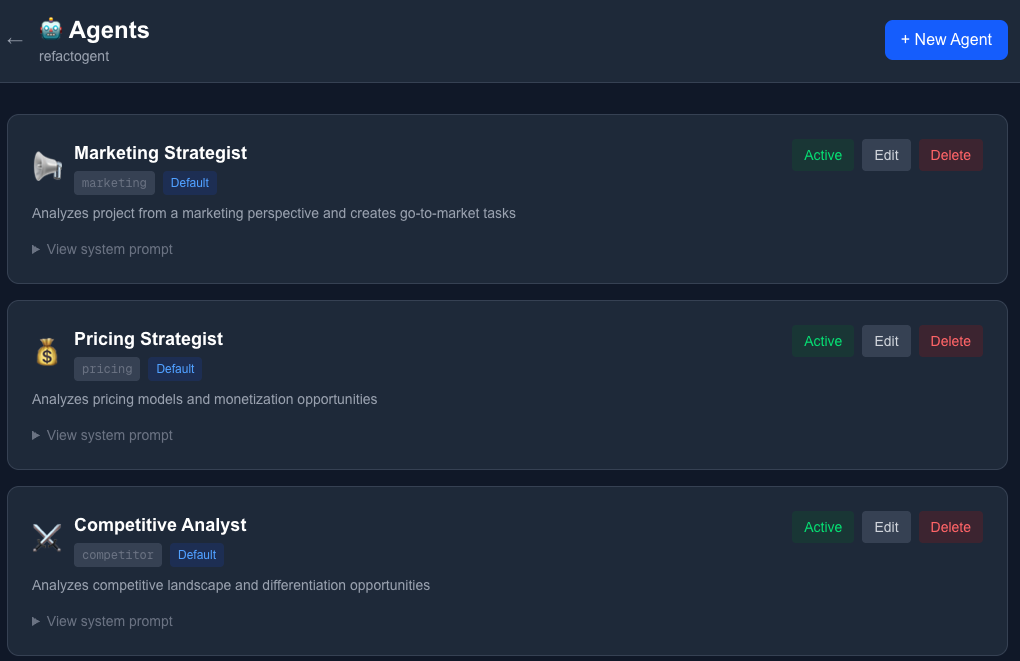 ← 🤖 Agents
refactogent
+ New Agent
Marketing Strategist
marketing Default
Active Edit Delete
Analyzes project from a marketing perspective and creates go-to-market tasks
▶ View system prompt
Pricing Strategist
pricing Default
Active Edit Delete
Analyzes pricing models and monetization opportunities
▶ View system prompt
Competitive Analyst
competitor Default
Active Edit Delete
Analyzes competitive landscape and differentiation opportunities
▶ View system prompt